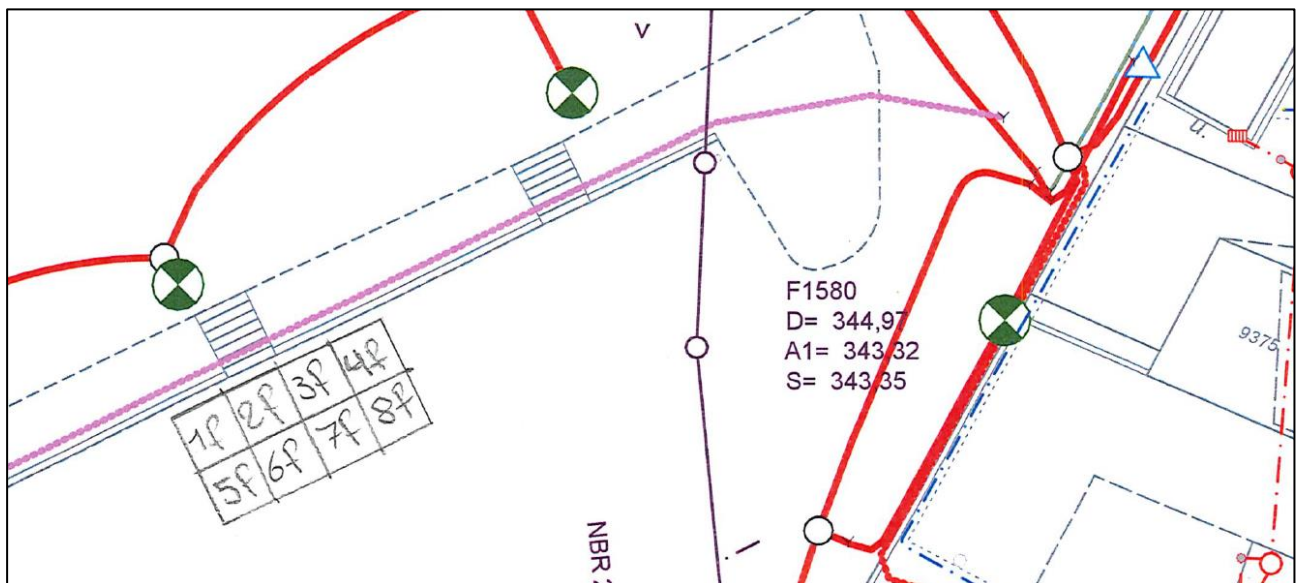 v
u.
F1580
D= 344,97
A1= 343,32
S= 343,35
9375
1f 2f 3f 4f
5f 6f 7f 8f
NBR